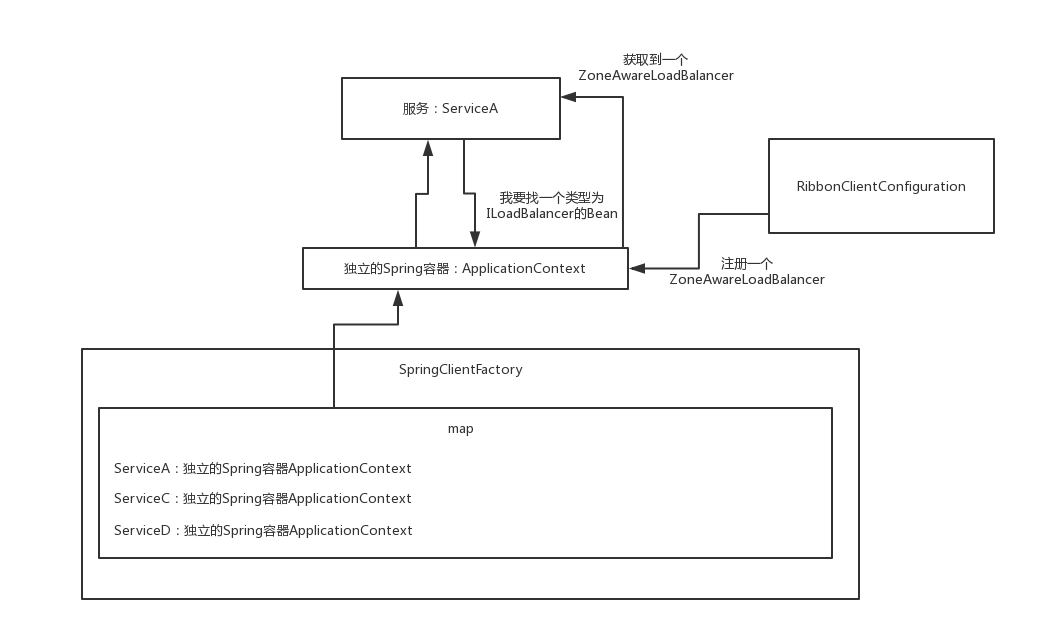 获取到一个
ZoneAwareLoadBalancer
服务：ServiceA
RibbonClientConfiguration
我要找一个类型为
ILoadBalancer的Bean
独立的Spring容器：ApplicationContext
注册一个
ZoneAwareLoadBalancer
SpringClientFactory
map
ServiceA：独立的Spring容器ApplicationContext
ServiceC：独立的Spring容器ApplicationContext
ServiceD：独立的Spring容器ApplicationContext